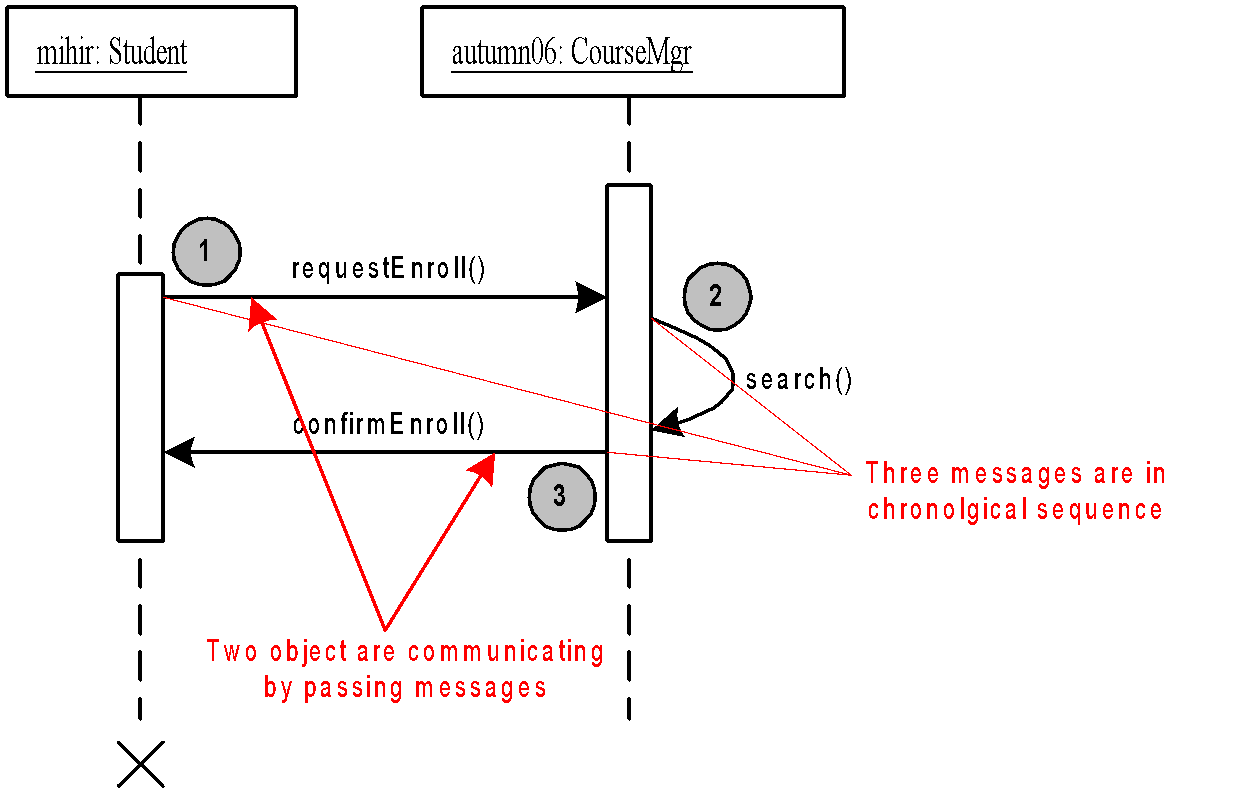 mihir: Student
autumn06: CourseMgr
1
requestEnroll()
2
search()
confirmEnroll()
3
Three messages are in
chronolgical sequence
Two object are communicating
by passing messages